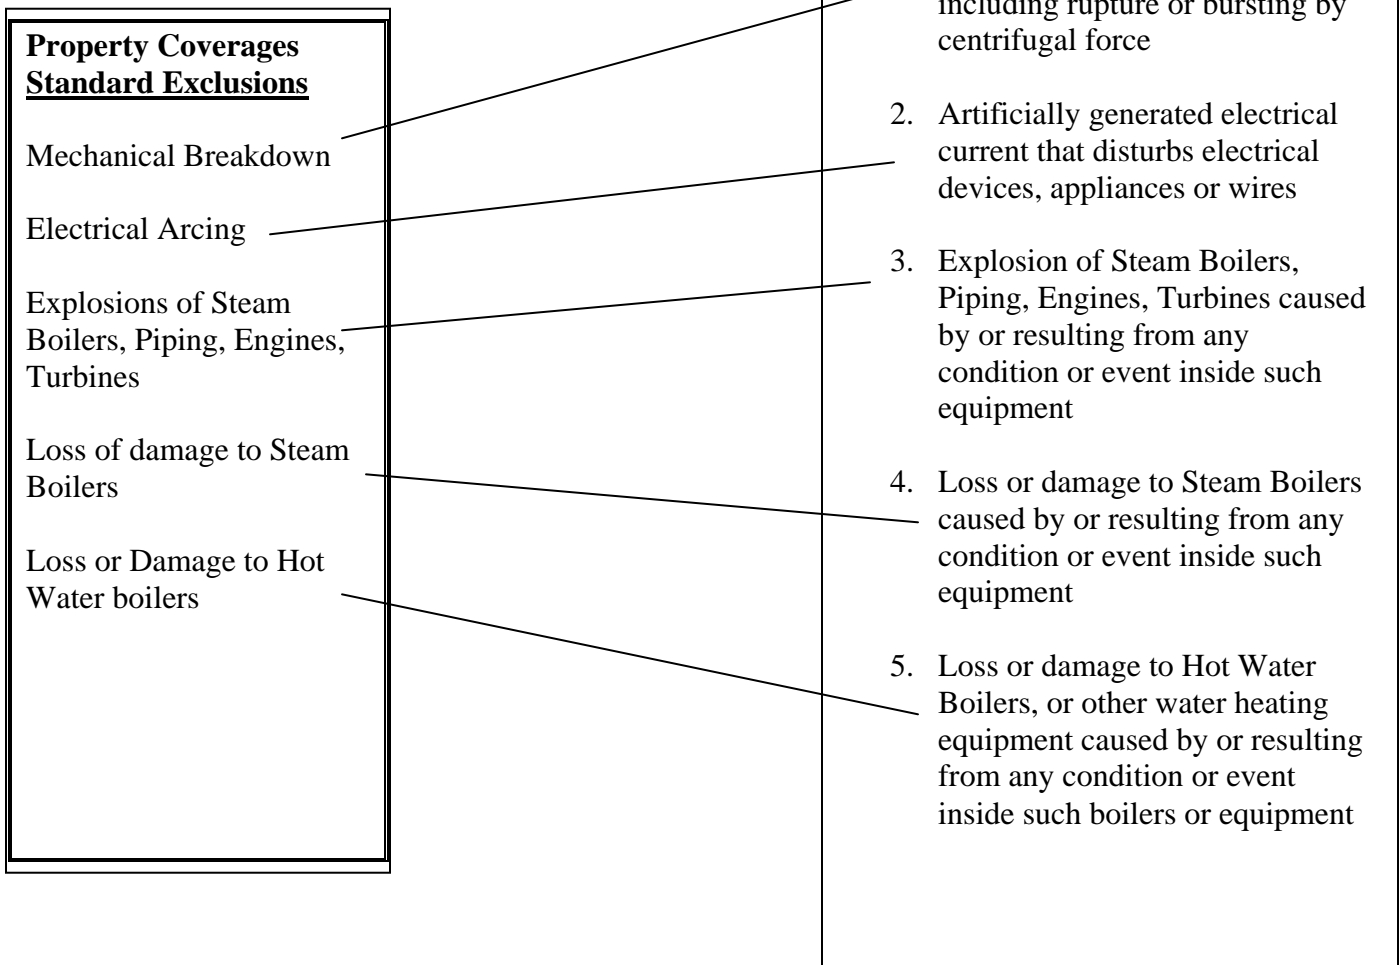 Property Coverages
Standard Exclusions
Mechanical Breakdown
Electrical Arcing
Explosions of Steam
Boilers, Piping, Engines,
Turbines
Loss of damage to Steam
Boilers
Loss or Damage to Hot
Water boilers
including rupture or bursting by
centrifugal force
2. Artificially generated electrical
current that disturbs electrical
devices, appliances or wires
3. Explosion of Steam Boilers,
Piping, Engines, Turbines caused
by or resulting from any
condition or event inside such
equipment
4. Loss or damage to Steam Boilers
caused by or resulting from any
condition or event inside such
equipment
5. Loss or damage to Hot Water
Boilers, or other water heating
equipment caused by or resulting
from any condition or event
inside such boilers or equipment